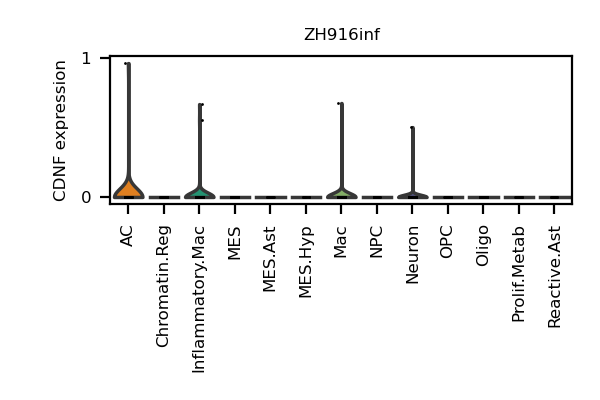 ZH916inf
CDNF expression
1
0
AC
Chromatin.Reg
Inflammatory.Mac
MES
MES.Ast
MES.Hyp
Mac
NPC
Neuron
OPC
Oligo
Prolif.Metab
Reactive.Ast